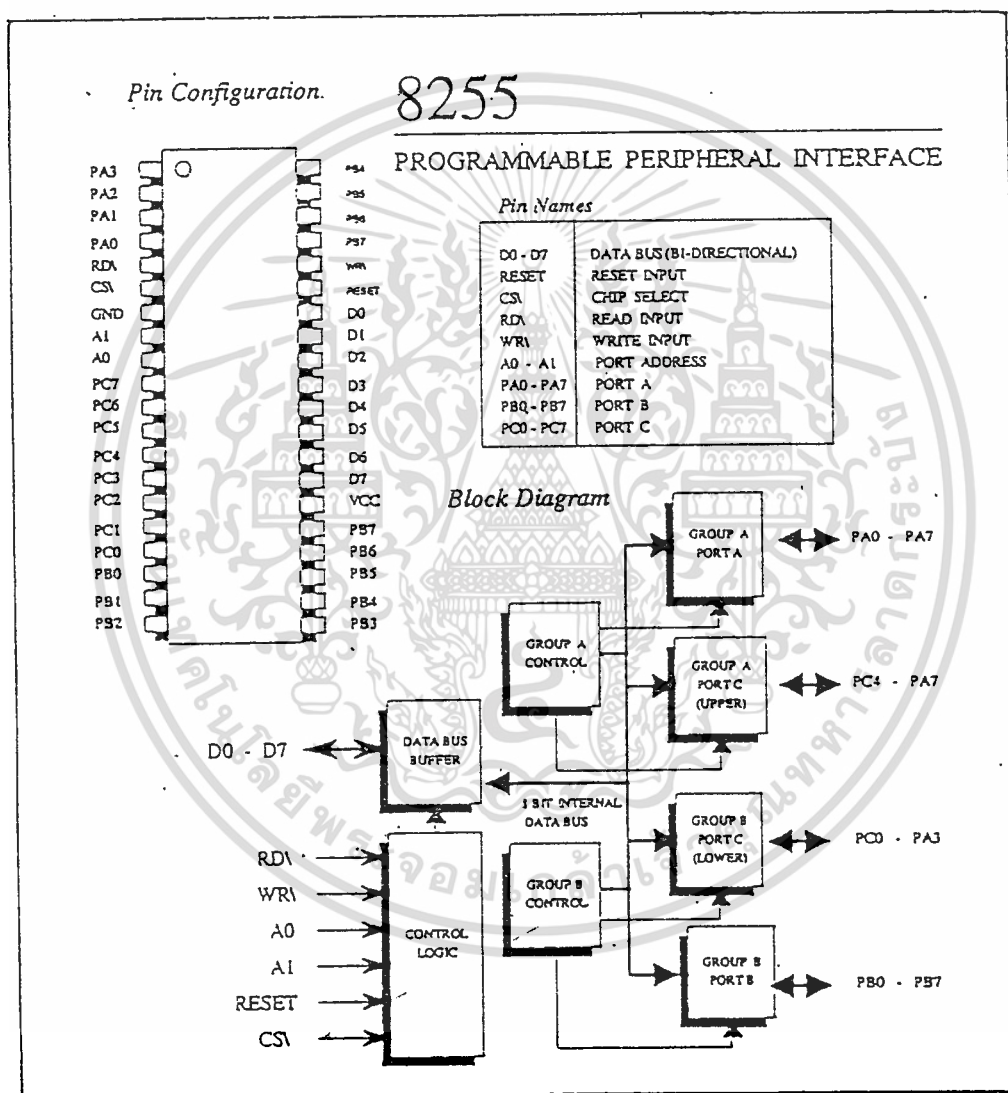 Pin Configuration.
8255
PROGRAMMABLE PERIPHERAL INTERFACE
PA3
PA2
PA1
PA0
RD\
CS\
GND
A1
A0
PC7
PC6
PC5
PC4
PC3
PC2
PC1
PC0
PB0
PB1
PB2
PB4
PB5
PB6
PB7
WR\
RESET
D0
D1
D2
D3
D4
D5
D6
D7
VCC
PB7
PB6
PB5
PB4
PB3
Pin Names
D0 - D7 DATA BUS (BI-DIRECTIONAL)
RESET RESET INPUT
CS\ CHIP SELECT
RD\ READ INPUT
WR\ WRITE INPUT
A0 - A1 PORT ADDRESS
PA0 - PA7 PORT A
PB0 - PB7 PORT B
PC0 - PC7 PORT C
Block Diagram
GROUP A
PORT A
PA0 - PA7
GROUP A
CONTROL
GROUP A
PORT C
(UPPER)
PC4 - PA7
D0 - D7
DATA BUS
BUFFER
8 BIT INTERNAL
DATA BUS
GROUP B
PORT C
(LOWER)
PC0 - PA3
GROUP B
CONTROL
GROUP B
PORT B
PB0 - PB7
RD\
WR\
A0
A1
RESET
CS\
CONTROL
LOGIC